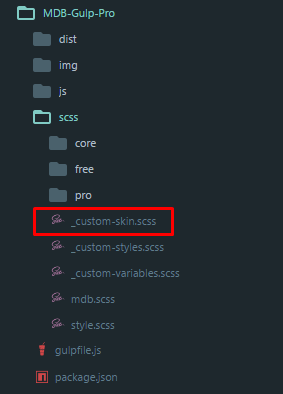 MDB-Gulp-Pro
dist
img
js
scss
core
free
pro
_custom-skin.scss
_custom-styles.scss
_custom-variables.scss
mdb.scss
style.scss
gulpfile.js
package.json